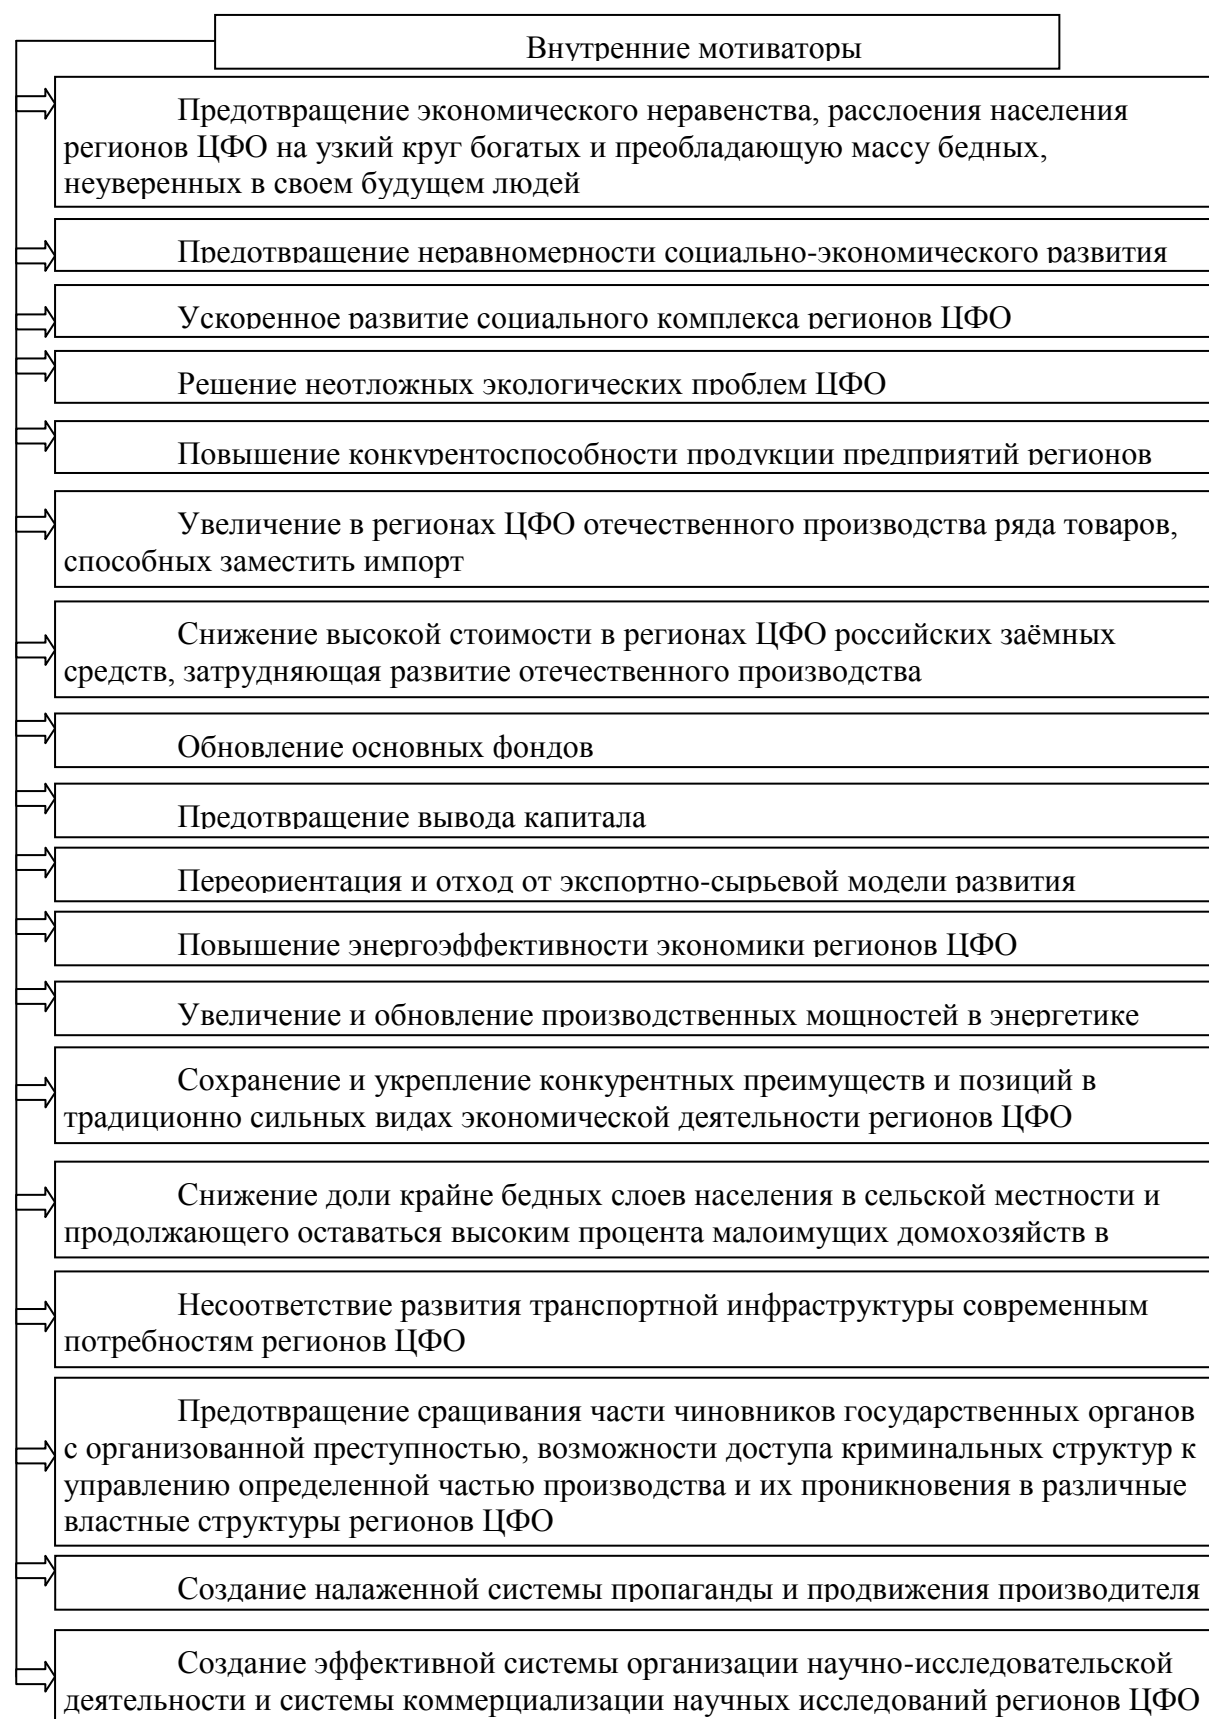 Внутренние мотиваторы
Предотвращение экономического неравенства, расслоения населения
регионов ЦФО на узкий круг богатых и преобладающую массу бедных,
неуверенных в своем будущем людей
Предотвращение неравномерности социально-экономического развития
Ускоренное развитие социального комплекса регионов ЦФО
Решение неотложных экологических проблем ЦФО
Повышение конкурентоспособности продукции предприятий регионов
Увеличение в регионах ЦФО отечественного производства ряда товаров,
способных заместить импорт
Снижение высокой стоимости в регионах ЦФО российских заёмных
средств, затрудняющая развитие отечественного производства
Обновление основных фондов
Предотвращение вывода капитала
Переориентация и отход от экспортно-сырьевой модели развития
Повышение энергоэффективности экономики регионов ЦФО
Увеличение и обновление производственных мощностей в энергетике
Сохранение и укрепление конкурентных преимуществ и позиций в
традиционно сильных видах экономической деятельности регионов ЦФО
Снижение доли крайне бедных слоев населения в сельской местности и
продолжающего оставаться высоким процента малоимущих домохозяйств в
Несоответствие развития транспортной инфраструктуры современным
потребностям регионов ЦФО
Предотвращение сращивания части чиновников государственных органов
с организованной преступностью, возможности доступа криминальных структур к
управлению определенной частью производства и их проникновения в различные
властные структуры регионов ЦФО
Создание налаженной системы пропаганды и продвижения производителя
Создание эффективной системы организации научно-исследовательской
деятельности и системы коммерциализации научных исследований регионов ЦФО